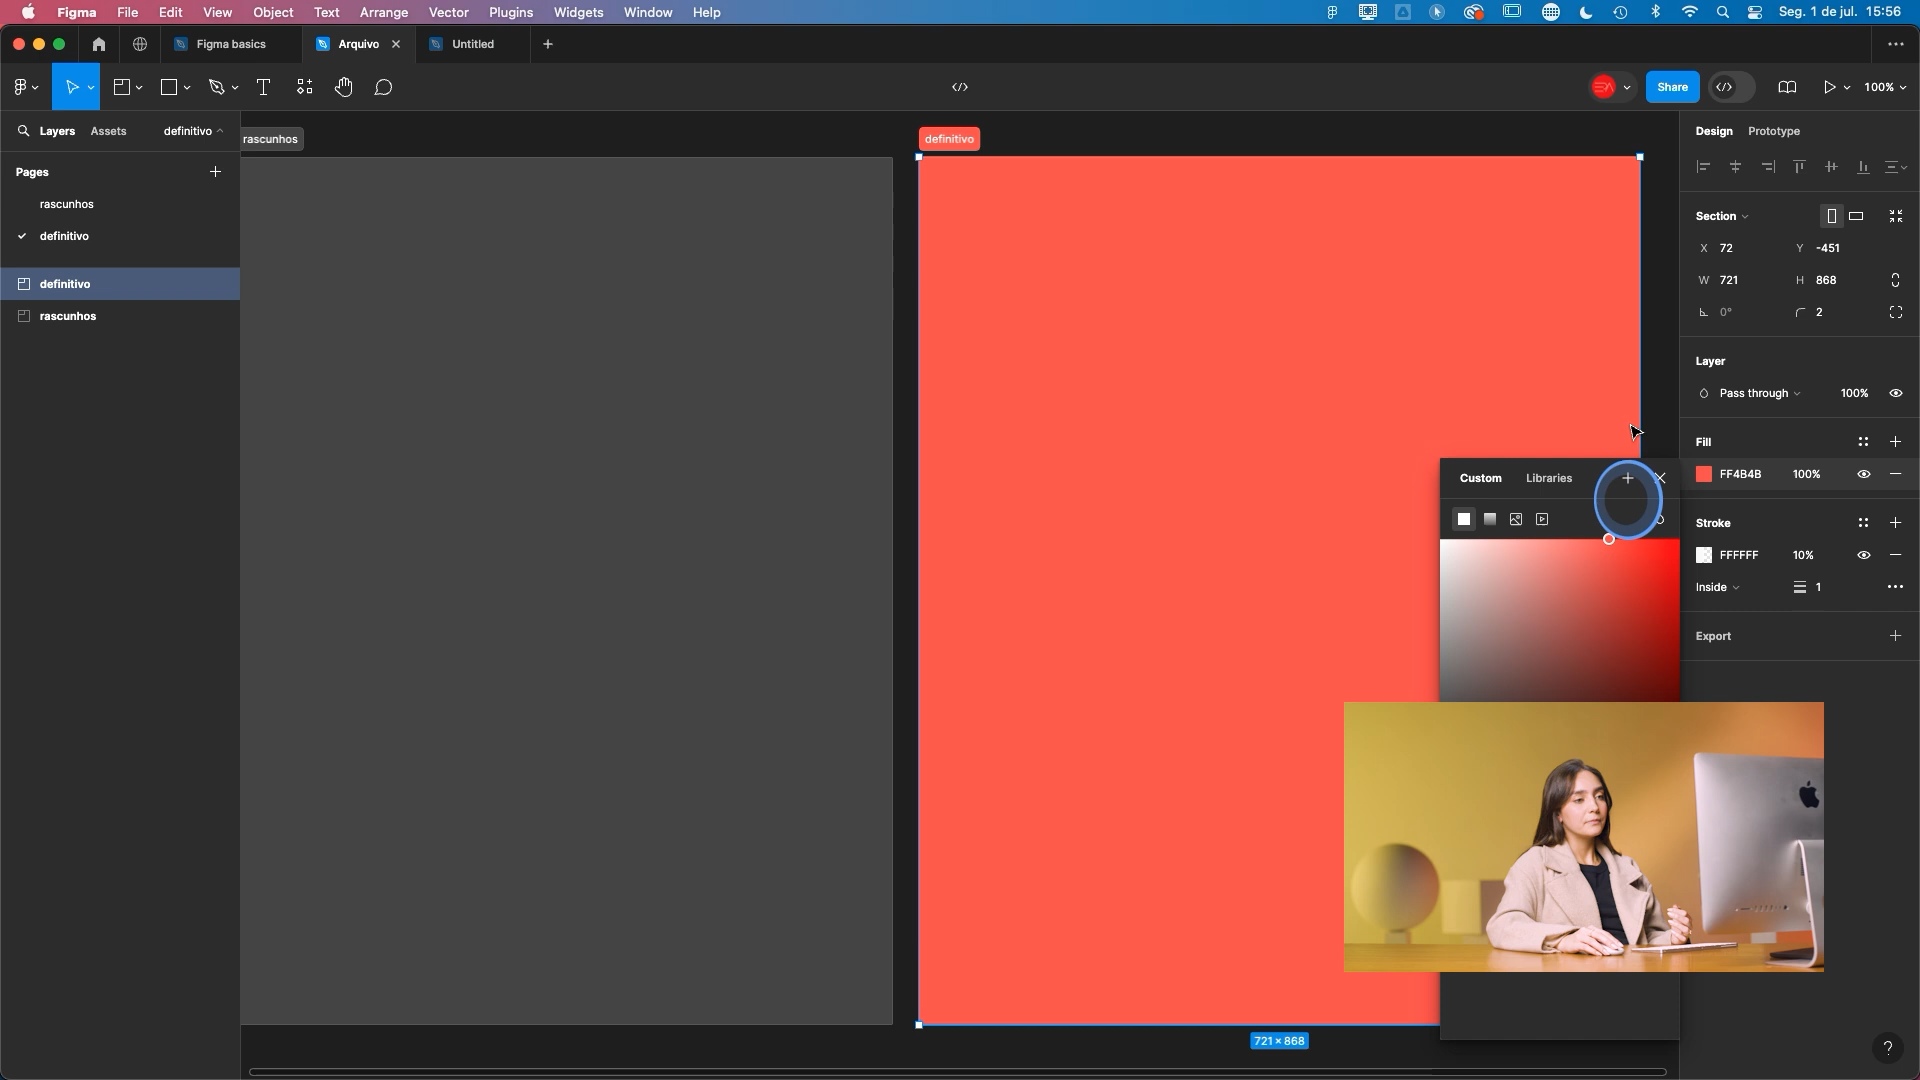 Figma File Edit View Object Text Arrange Vector Plugins Widgets Window Help Seg. 1 de jul. 15:56
Figma basics Arquivo Untitled
Share 100%
Layers Assets definitivo
Pages
rascunhos
definitivo
definitivo
rascunhos
rascunhos
definitivo
721 × 868
Custom Libraries
Design Prototype
Section
X 72 Y -451
W 721 H 868
0° 2
Layer
Pass through 100%
Fill
FF4B4B 100%
Stroke
FFFFFF 10%
Inside 1
Export
?